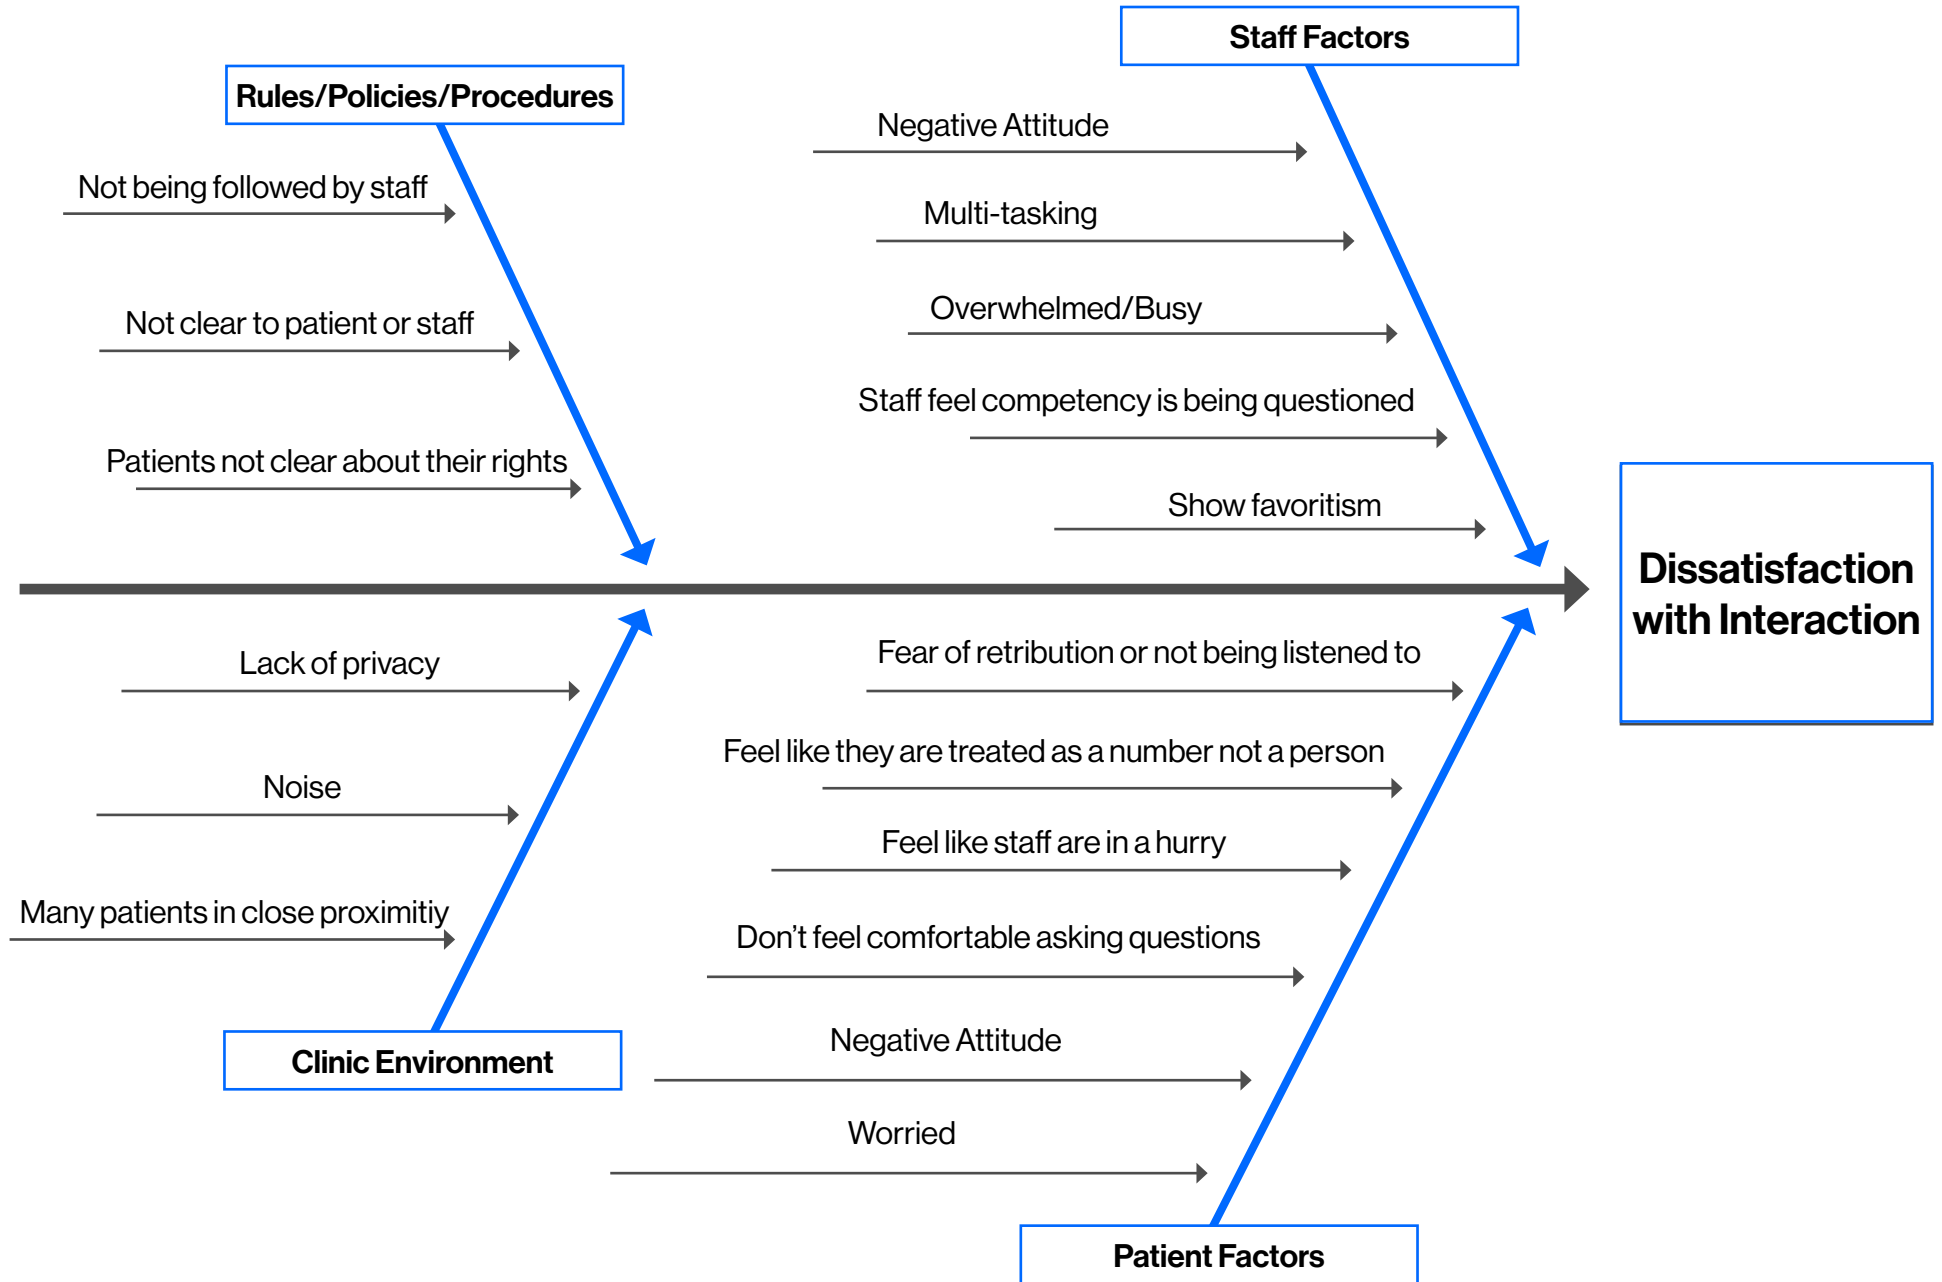 Staff Factors
Rules/Policies/Procedures
Negative Attitude
Not being followed by staff
Multi-tasking
Overwhelmed/Busy
Not clear to patient or staff
Staff feel competency is being questioned
Patients not clear about their rights
Show favoritism
Dissatisfaction
with Interaction
Lack of privacy
Fear of retribution or not being listened to
Feel like they are treated as a number not a person
Noise
Feel like staff are in a hurry
Many patients in close proximitiy
Don’t feel comfortable asking questions
Negative Attitude
Clinic Environment
Worried
Patient Factors